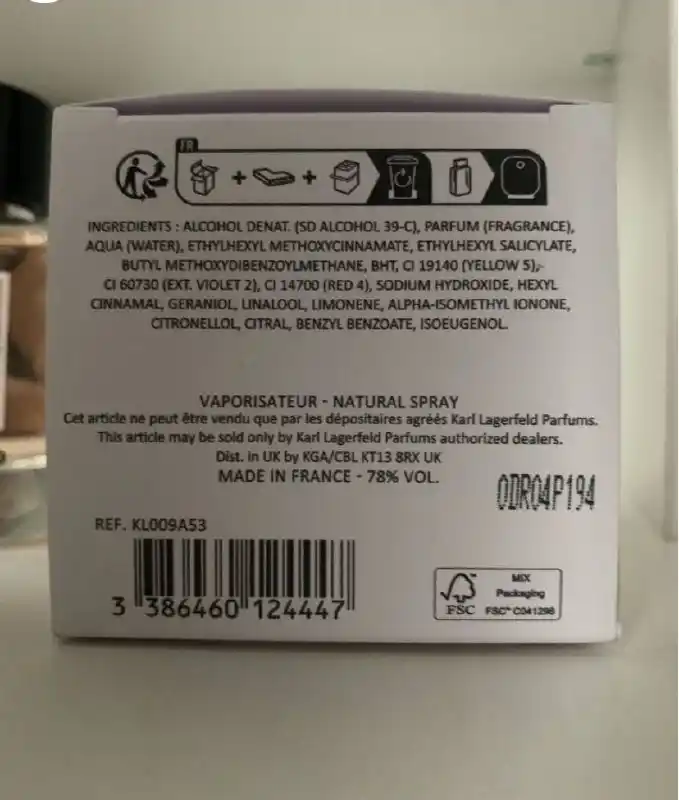 FR
+ +
INGREDIENTS : ALCOHOL DENAT. (SD ALCOHOL 39-C), PARFUM (FRAGRANCE),
AQUA (WATER), ETHYLHEXYL METHOXYCINNAMATE, ETHYLHEXYL SALICYLATE,
BUTYL METHOXYDIBENZOYLMETHANE, BHT, CI 19140 (YELLOW 5),
CI 60730 (EXT. VIOLET 2), CI 14700 (RED 4), SODIUM HYDROXIDE, HEXYL
CINNAMAL, GERANIOL, LINALOOL, LIMONENE, ALPHA-ISOMETHYL IONONE,
CITRONELLOL, CITRAL, BENZYL BENZOATE, ISOEUGENOL.
VAPORISATEUR - NATURAL SPRAY
Cet article ne peut être vendu que par les dépositaires agréés Karl Lagerfeld Parfums.
This article may be sold only by Karl Lagerfeld Parfums authorized dealers.
Dist. in UK by KGA/CBL KT13 8RX UK
MADE IN FRANCE - 78% VOL.
0DR04P194
REF. KL009A53
3 386460 124447
MIX
Packaging
FSC
FSC™ C041298